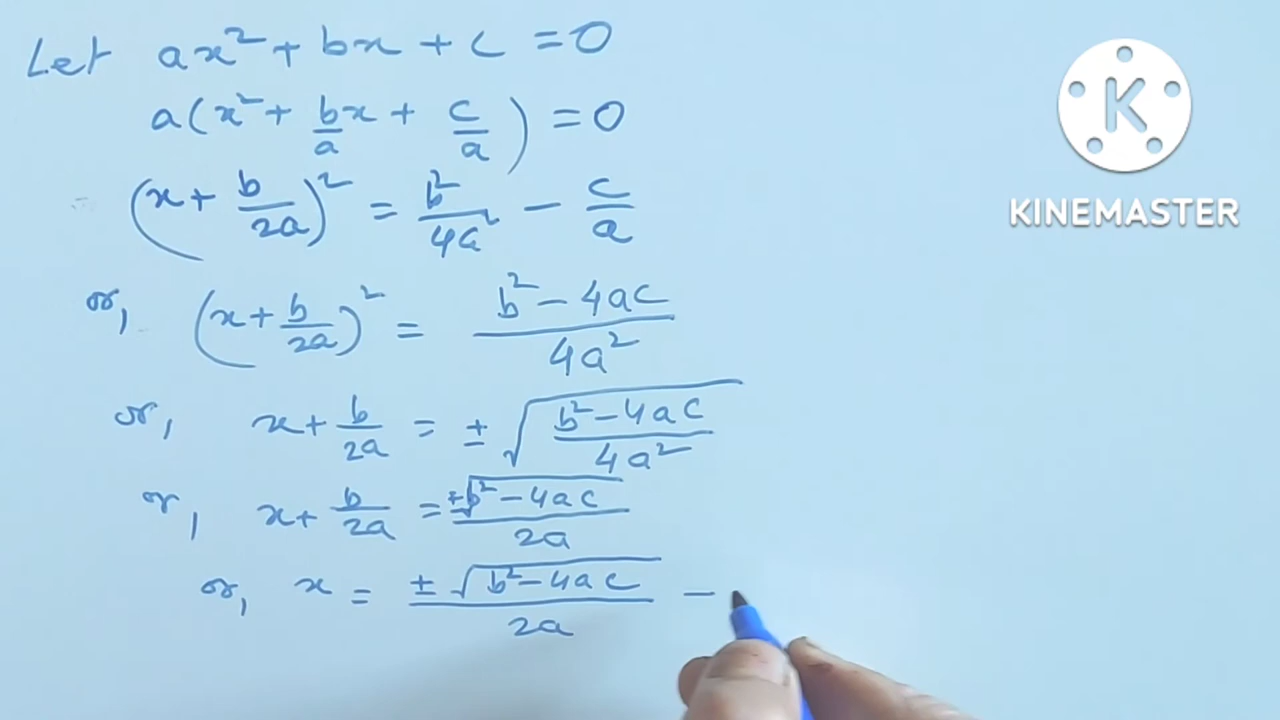 Let ax² + bx + c = 0
a(x² + b/a x + c/a) = 0
(x + b/2a)² = b²/4a² - c/a
or, (x + b/2a)² = b² - 4ac / 4a²
or, x + b/2a = ± √(b² - 4ac / 4a²)
or, x + b/2a = ±√(b² - 4ac) / 2a
or, x = ± √(b² - 4ac) / 2a -
K
KINEMASTER